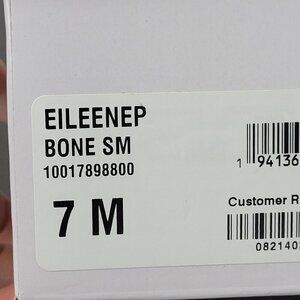 EILEENEP
BONE SM
10017898800
7 M
1 94136
Customer R
082140